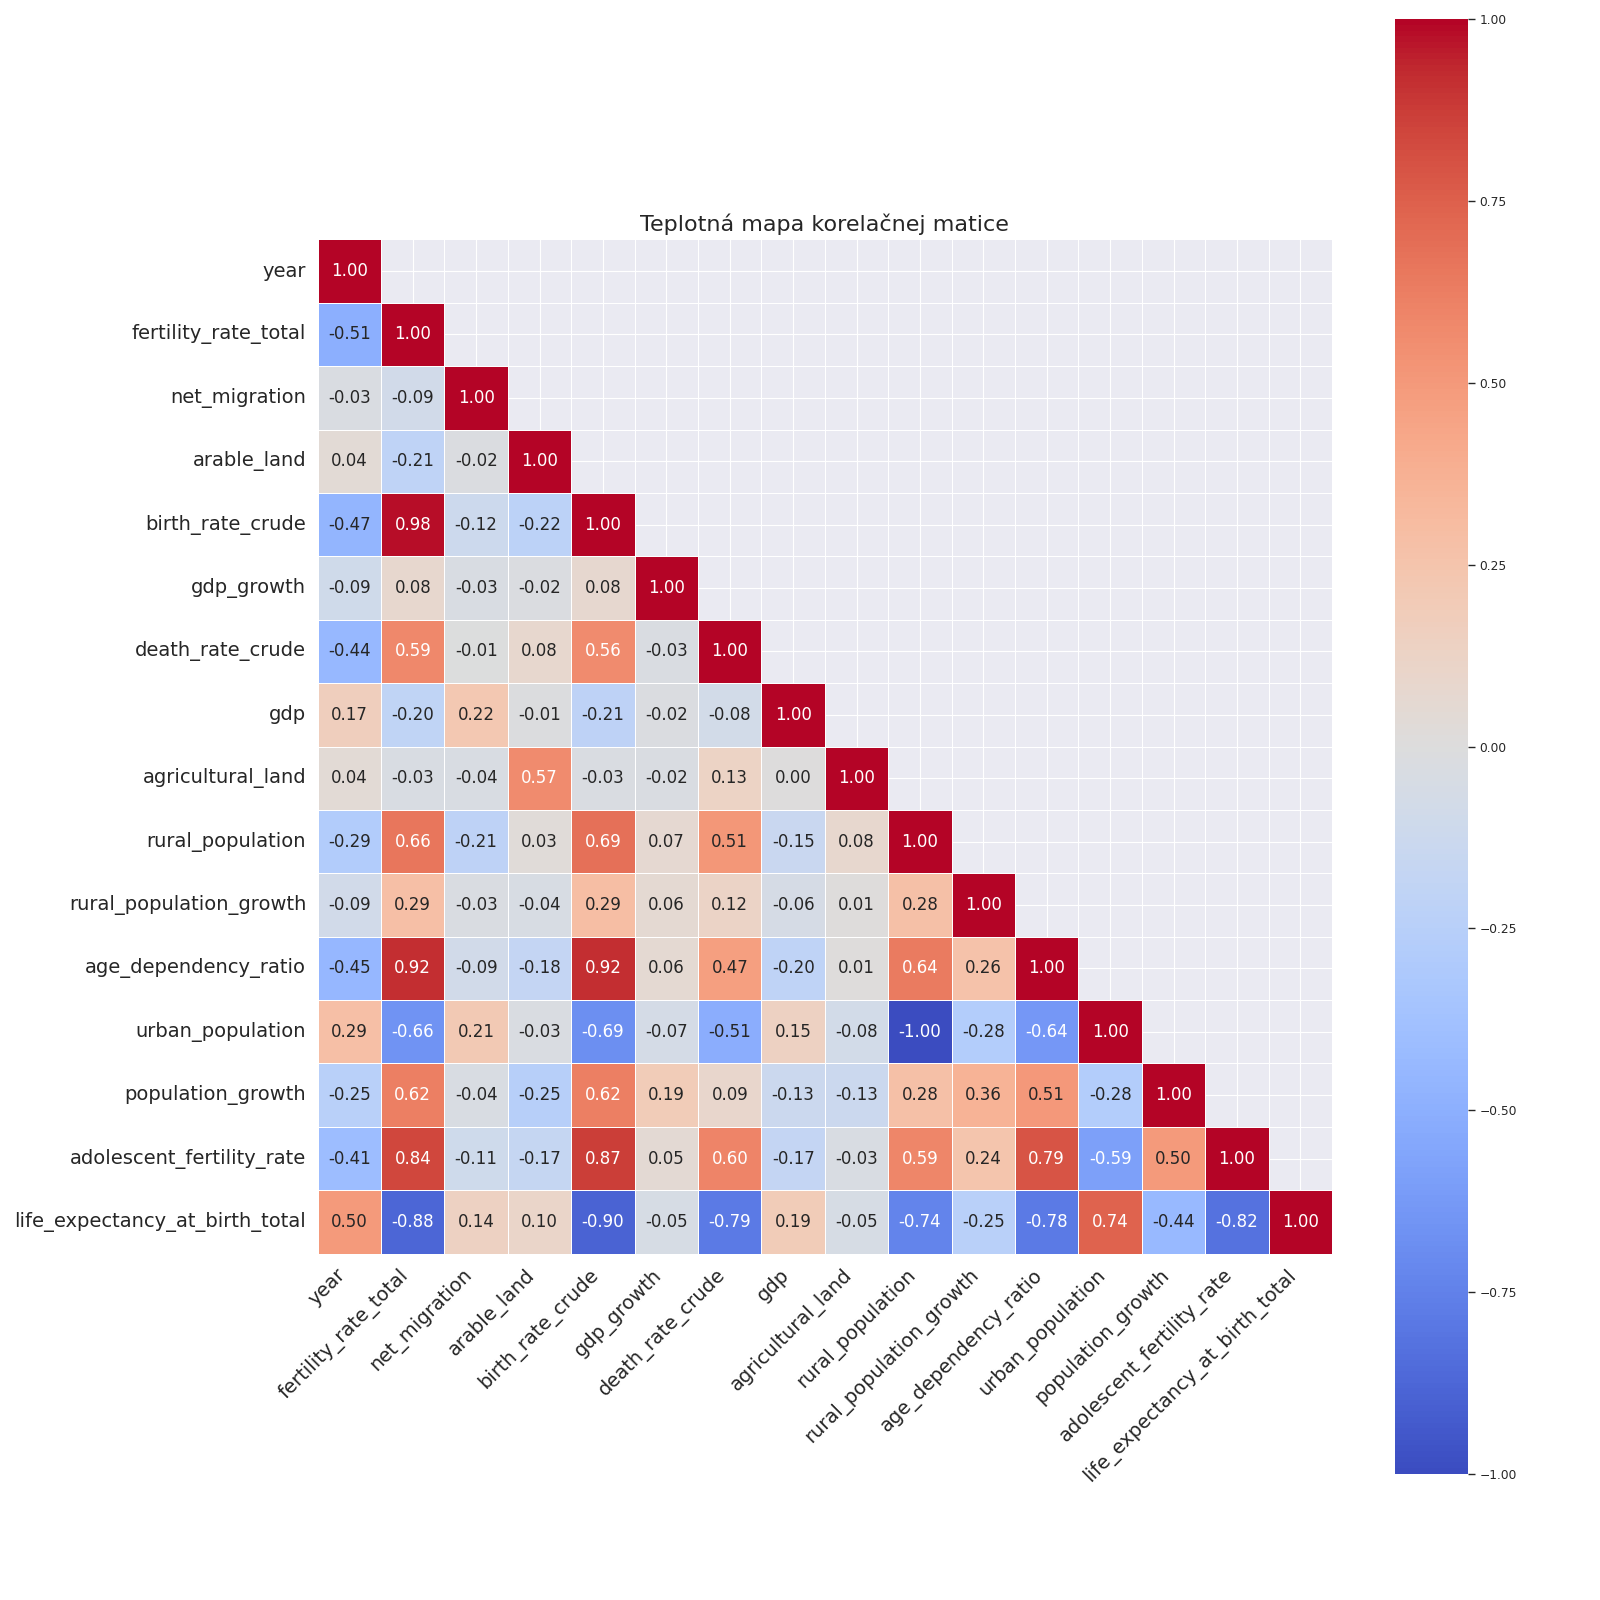 Teplotná mapa korelačnej matice
year 1.00
fertility_rate_total -0.51 1.00
net_migration -0.03 -0.09 1.00
arable_land 0.04 -0.21 -0.02 1.00
birth_rate_crude -0.47 0.98 -0.12 -0.22 1.00
gdp_growth -0.09 0.08 -0.03 -0.02 0.08 1.00
death_rate_crude -0.44 0.59 -0.01 0.08 0.56 -0.03 1.00
gdp 0.17 -0.20 0.22 -0.01 -0.21 -0.02 -0.08 1.00
agricultural_land 0.04 -0.03 -0.04 0.57 -0.03 -0.02 0.13 0.00 1.00
rural_population -0.29 0.66 -0.21 0.03 0.69 0.07 0.51 -0.15 0.08 1.00
rural_population_growth -0.09 0.29 -0.03 -0.04 0.29 0.06 0.12 -0.06 0.01 0.28 1.00
age_dependency_ratio -0.45 0.92 -0.09 -0.18 0.92 0.06 0.47 -0.20 0.01 0.64 0.26 1.00
urban_population 0.29 -0.66 0.21 -0.03 -0.69 -0.07 -0.51 0.15 -0.08 -1.00 -0.28 -0.64 1.00
population_growth -0.25 0.62 -0.04 -0.25 0.62 0.19 0.09 -0.13 -0.13 0.28 0.36 0.51 -0.28 1.00
adolescent_fertility_rate -0.41 0.84 -0.11 -0.17 0.87 0.05 0.60 -0.17 -0.03 0.59 0.24 0.79 -0.59 0.50 1.00
life_expectancy_at_birth_total 0.50 -0.88 0.14 0.10 -0.90 -0.05 -0.79 0.19 -0.05 -0.74 -0.25 -0.78 0.74 -0.44 -0.82 1.00
year
fertility_rate_total
net_migration
arable_land
birth_rate_crude
gdp_growth
death_rate_crude
gdp
agricultural_land
rural_population
rural_population_growth
age_dependency_ratio
urban_population
population_growth
adolescent_fertility_rate
life_expectancy_at_birth_total
1.00
0.75
0.50
0.25
0.00
−0.25
−0.50
−0.75
−1.00